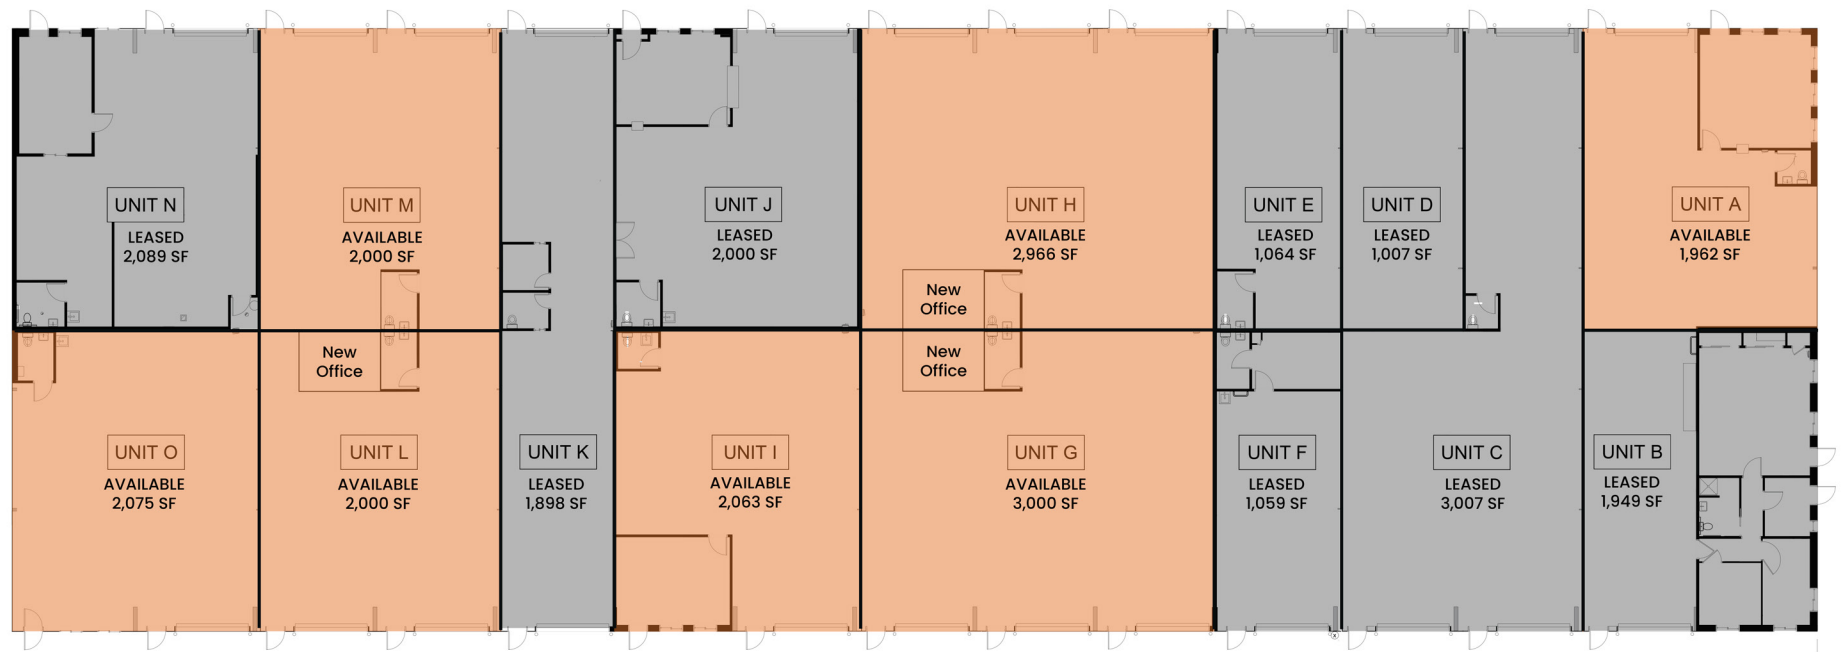 UNIT N
LEASED
2,089 SF
UNIT M
AVAILABLE
2,000 SF
UNIT J
LEASED
2,000 SF
UNIT H
AVAILABLE
2,966 SF
New
Office
UNIT E
LEASED
1,064 SF
UNIT D
LEASED
1,007 SF
UNIT A
AVAILABLE
1,962 SF
UNIT O
AVAILABLE
2,075 SF
New
Office
UNIT L
AVAILABLE
2,000 SF
UNIT K
LEASED
1,898 SF
UNIT I
AVAILABLE
2,063 SF
New
Office
UNIT G
AVAILABLE
3,000 SF
UNIT F
LEASED
1,059 SF
UNIT C
LEASED
3,007 SF
UNIT B
LEASED
1,949 SF